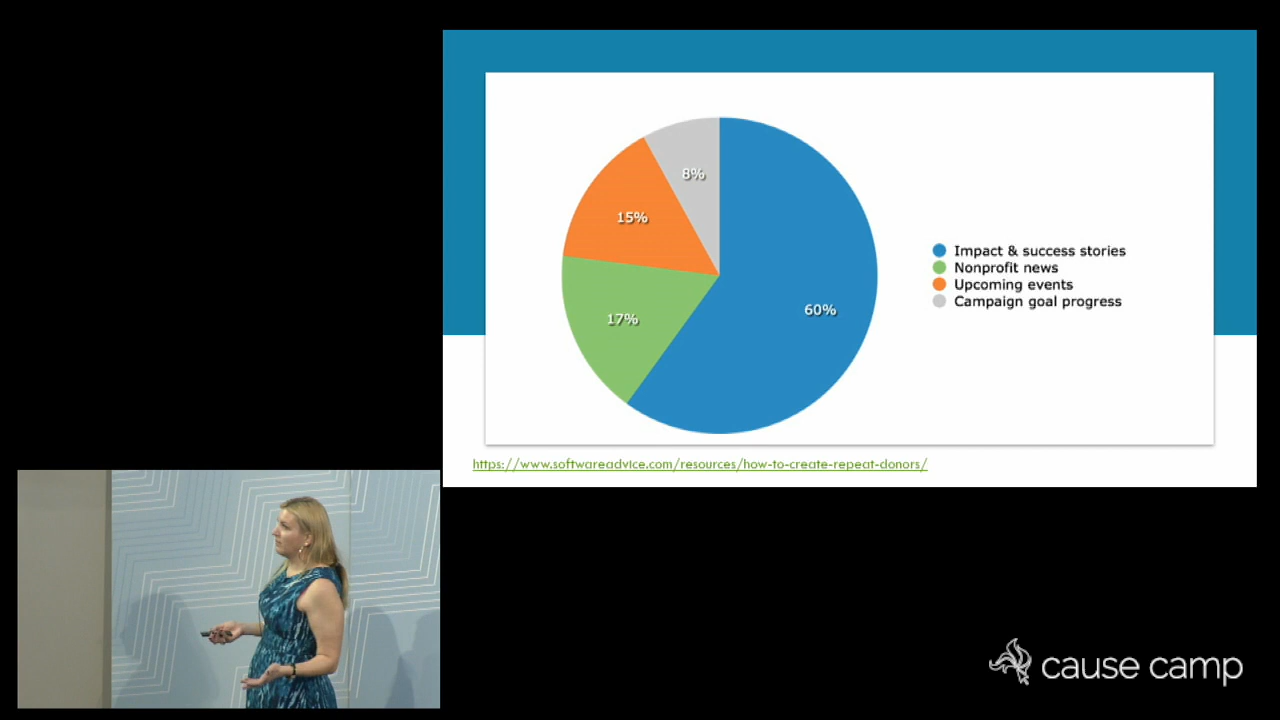 8%
15%
60%
17%
Impact & success stories
Nonprofit news
Upcoming events
Campaign goal progress
https://www.softwareadvice.com/resources/how-to-create-repeat-donors/
cause camp